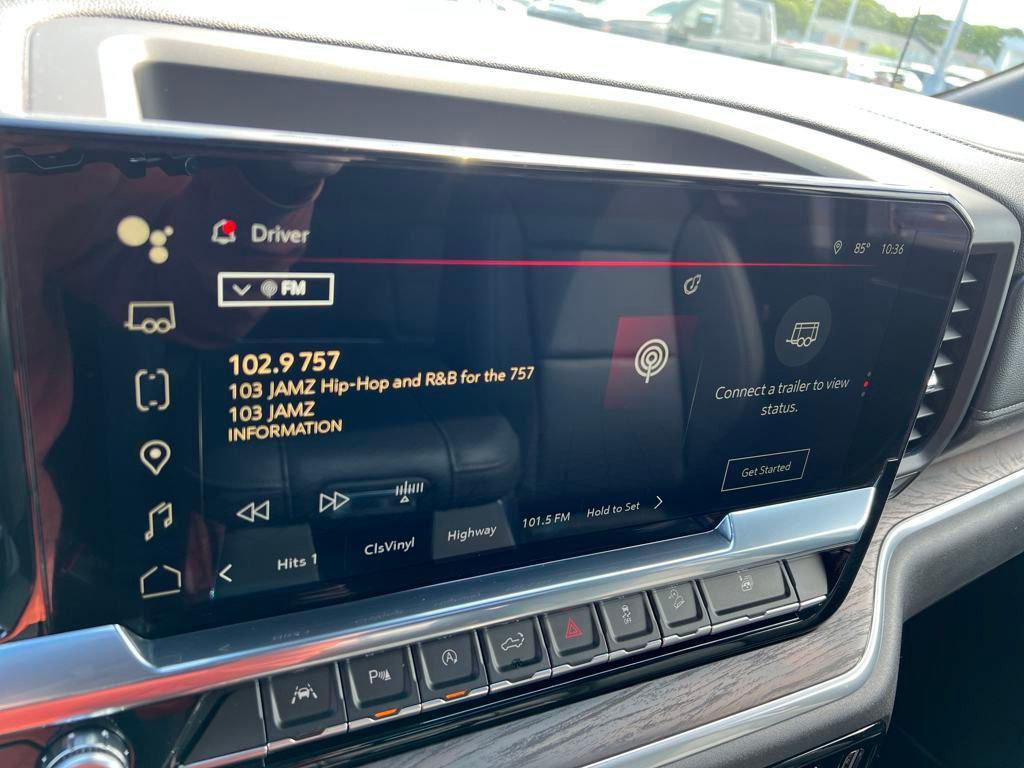 Driver
85° 10:36
FM
102.9 757
103 JAMZ Hip-Hop and R&B for the 757
103 JAMZ
INFORMATION
Connect a trailer to view
status.
Get Started
Hits 1
ClsVinyl
Highway
101.5 FM
Hold to Set
P
A
OFF